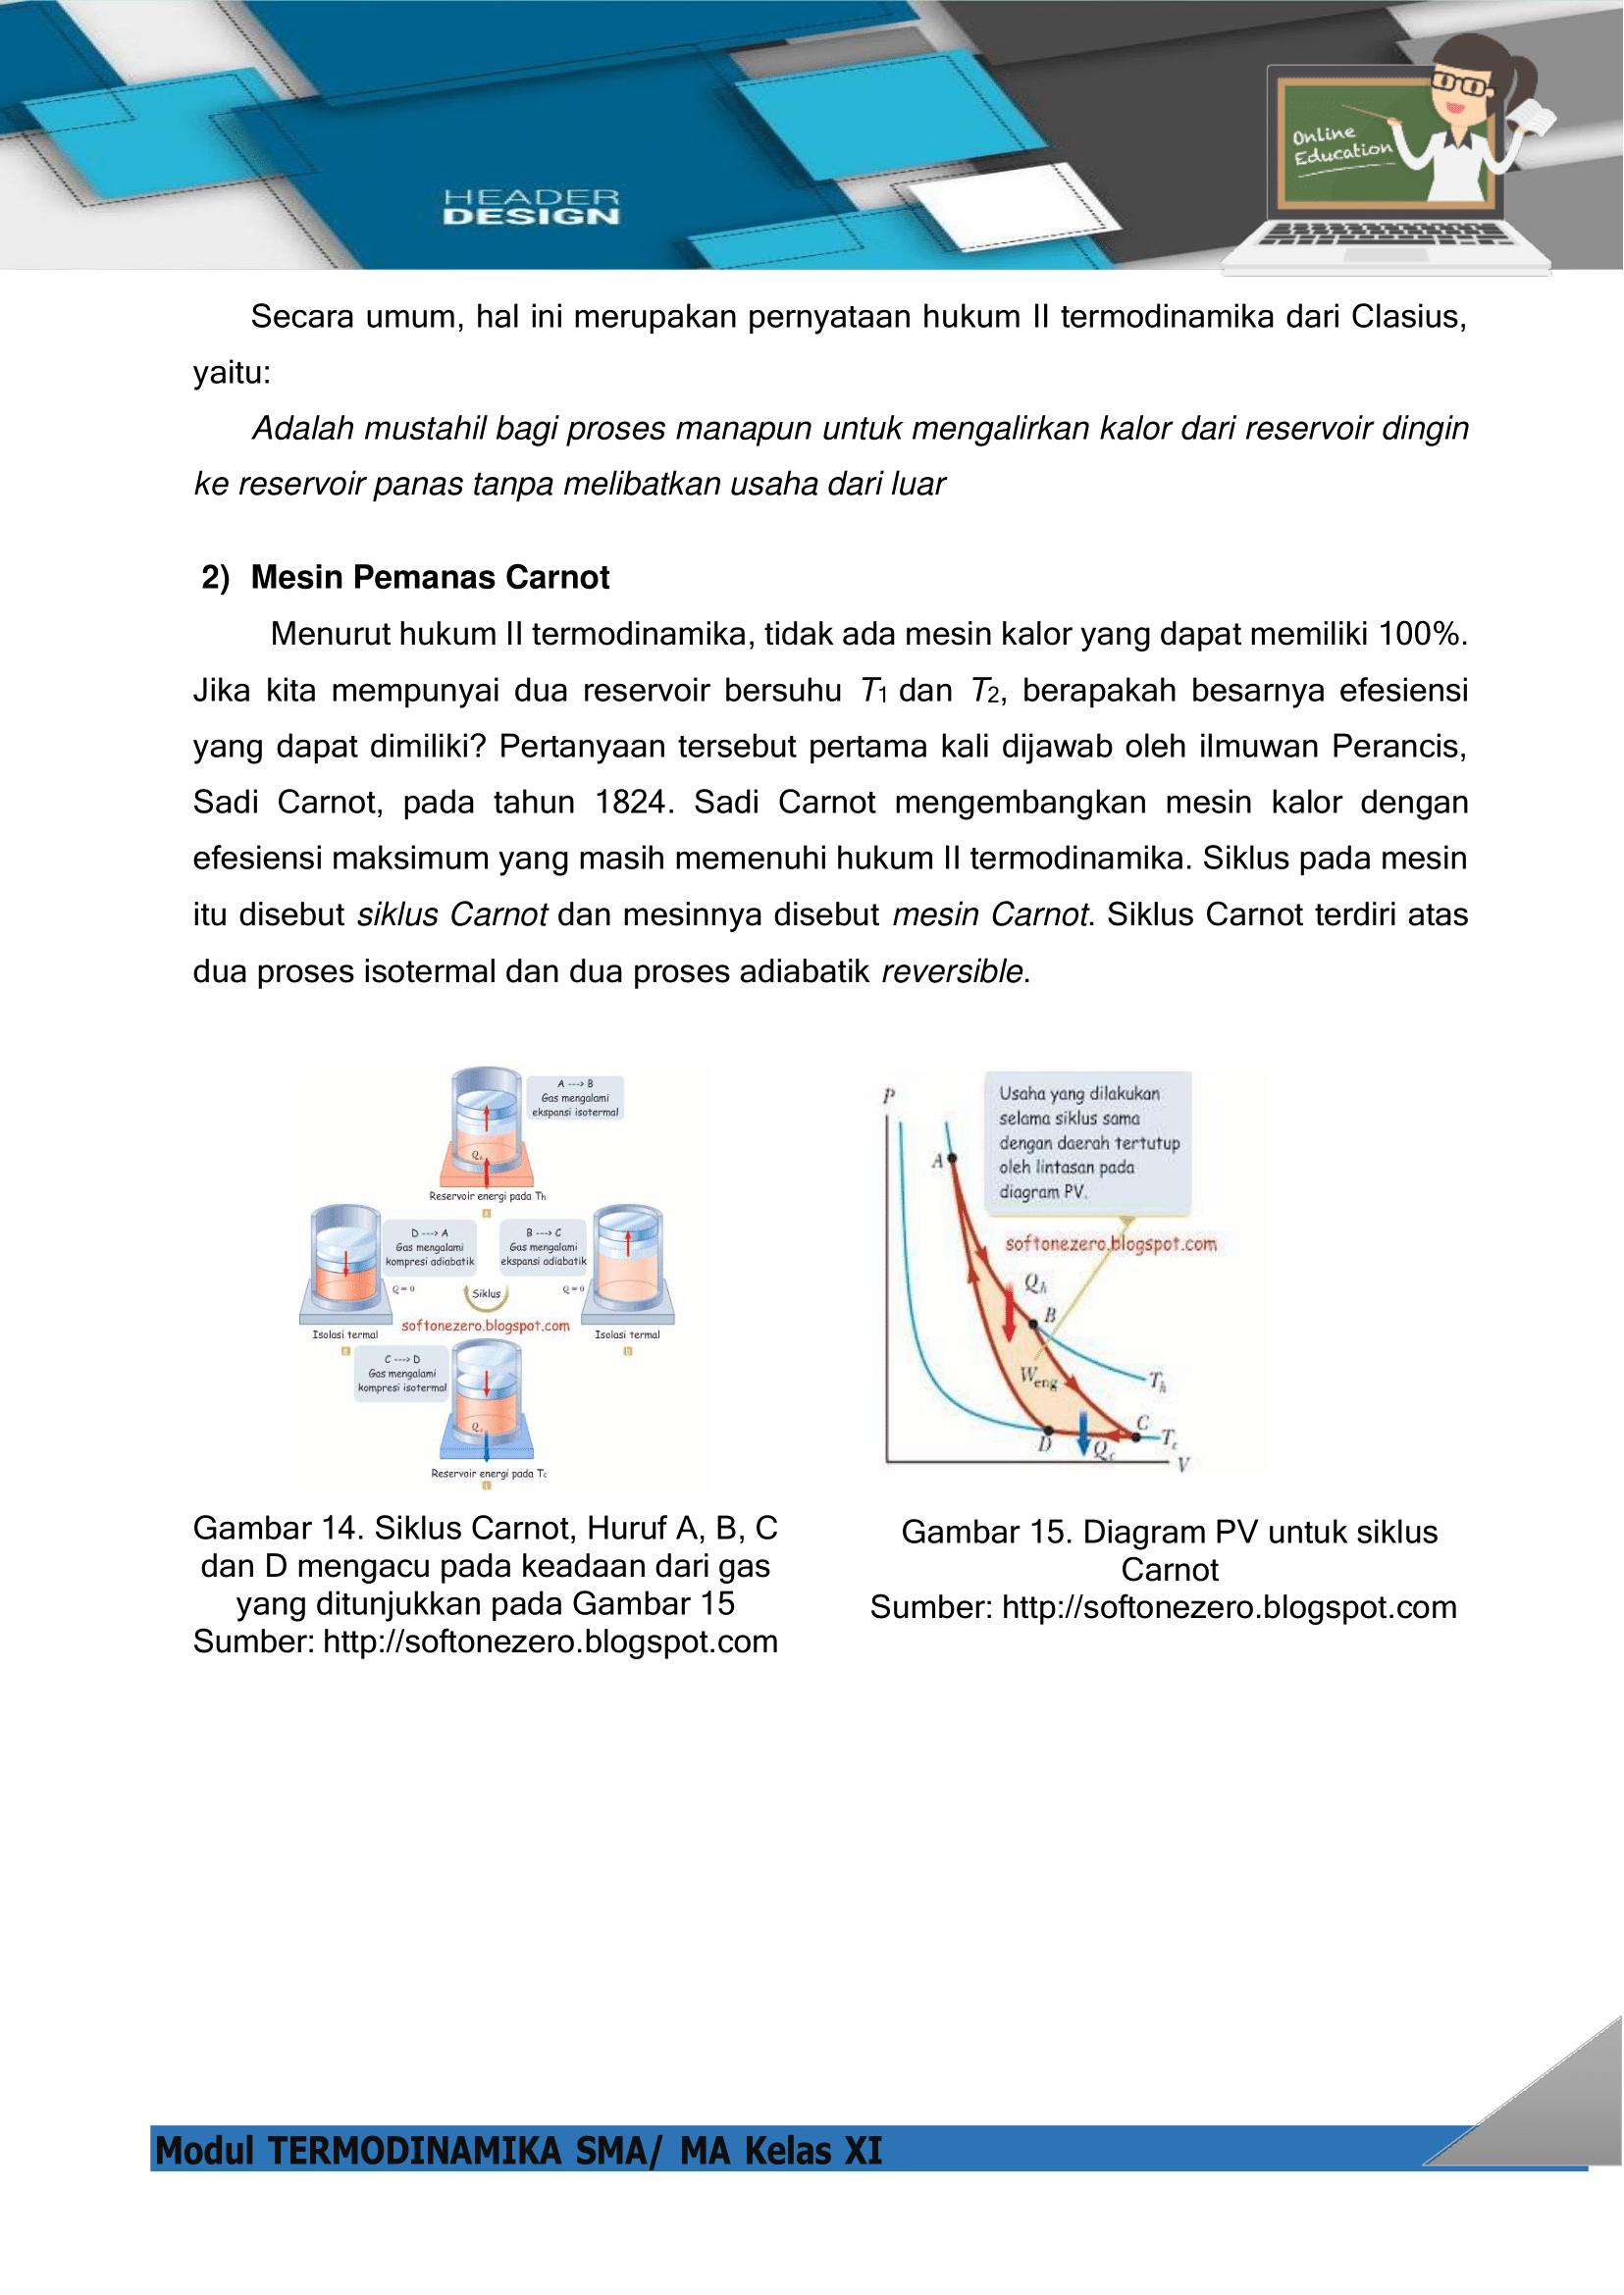 Online
Education
HEADER
DESIGN
Secara umum, hal ini merupakan pernyataan hukum II termodinamika dari Clasius,
yaitu:
Adalah mustahil bagi proses manapun untuk mengalirkan kalor dari reservoir dingin
ke reservoir panas tanpa melibatkan usaha dari luar
2) Mesin Pemanas Carnot
Menurut hukum II termodinamika, tidak ada mesin kalor yang dapat memiliki 100%.
Jika kita mempunyai dua reservoir bersuhu T1 dan T2, berapakah besarnya efesiensi
yang dapat dimiliki? Pertanyaan tersebut pertama kali dijawab oleh ilmuwan Perancis,
Sadi Carnot, pada tahun 1824. Sadi Carnot mengembangkan mesin kalor dengan
efesiensi maksimum yang masih memenuhi hukum II termodinamika. Siklus pada mesin
itu disebut siklus Carnot dan mesinnya disebut mesin Carnot. Siklus Carnot terdiri atas
dua proses isotermal dan dua proses adiabatik reversible.
A ---> B
Gas mengalami
ekspansi isotermal
Qh
Reservoir energi pada Th
a
D ---> A
Gas mengalami
kompresi adiabatik
B ---> C
Gas mengalami
ekspansi adiabatik
Q = 0
Siklus
Q = 0
softonezero.blogspot.com
Isolasi termal
Isolasi termal
d
b
C ---> D
Gas mengalami
kompresi isotermal
Qc
Reservoir energi pada Tc
c
P
Usaha yang dilakukan
selama siklus sama
dengan daerah tertutup
oleh lintasan pada
diagram PV.
A
softonezero.blogspot.com
Qh
B
Weng
Th
C
D
Qc
Tc
V
Gambar 14. Siklus Carnot, Huruf A, B, C
dan D mengacu pada keadaan dari gas
yang ditunjukkan pada Gambar 15
Sumber: http://softonezero.blogspot.com
Gambar 15. Diagram PV untuk siklus
Carnot
Sumber: http://softonezero.blogspot.com
Modul TERMODINAMIKA SMA/ MA Kelas XI